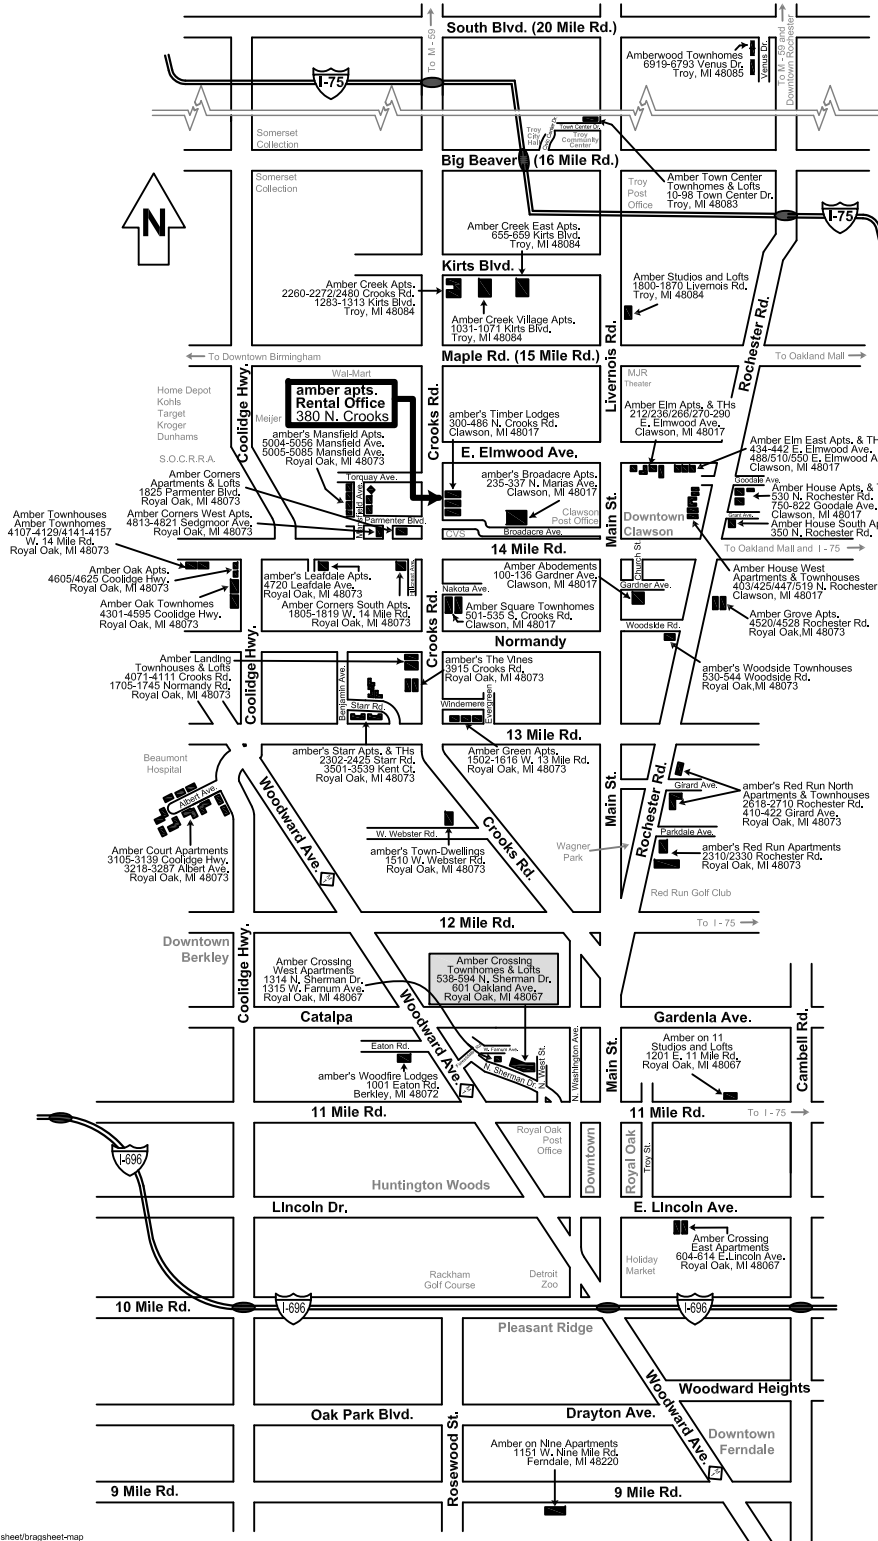 To M - 59
South Blvd. (20 Mile Rd.)
To M - 59 and
Downtown Rochester
Amberwood Townhomes
6919-6793 Venus Dr.
Troy, MI 48085
Venus Dr.
I-75
Somerset
Collection
Troy
City
Hall
Civic Center Dr.
Town Center Dr.
Troy
Community
Center
Big Beaver (16 Mile Rd.)
Somerset
Collection
Troy
Post
Office
Amber Town Center
Townhomes & Lofts
10-98 Town Center Dr.
Troy, MI 48083
N
I-75
Amber Creek East Apts.
655-659 Kirts Blvd.
Troy, MI 48084
Kirts Blvd.
Amber Creek Apts.
2260-2272/2480 Crooks Rd.
1283-1313 Kirts Blvd.
Troy, MI 48084
Amber Creek Village Apts.
1031-1071 Kirts Blvd.
Troy, MI 48084
Amber Studios and Lofts
1800-1870 Livernois Rd.
Troy, MI 48084
Livernois Rd.
Rochester Rd.
To Downtown Birmingham
Maple Rd. (15 Mile Rd.)
To Oakland Mall
Wal-Mart
MJR
Theater
Home Depot
Kohls
Target
Kroger
Dunhams
Meijer
S.O.C.R.R.A.
Coolidge Hwy.
amber apts.
Rental Office
380 N. Crooks
Crooks Rd.
amber's Timber Lodges
300-486 N. Crooks Rd.
Clawson, MI 48017
Amber Elm Apts. & THs
212/236/266/270-290
E. Elmwood Ave.
Clawson, MI 48017
amber's Mansfield Apts.
5004-5056 Mansfield Ave.
5005-5085 Mansfield Ave.
Royal Oak, MI 48073
E. Elmwood Ave.
Amber Elm East Apts. & TH
434-442 E. Elmwood Ave.
488/510/550 E. Elmwood A
Clawson, MI 48017
Torquay Ave.
Mansfield Ave.
Parmenter Blvd.
Amber Corners
Apartments & Lofts
1825 Parmenter Blvd.
Royal Oak, MI 48073
amber's Broadacre Apts.
235-337 N. Marias Ave.
Clawson, MI 48017
Goodale Ave.
Grant Ave.
Amber House Apts. & T
530 N. Rochester Rd.
750-822 Goodale Ave.
Clawson, MI 48017
Amber House South Ap
350 N. Rochester Rd.
Amber Corners West Apts.
4813-4821 Sedgmoor Ave.
Royal Oak, MI 48073
Amber Townhouses
Amber Townhomes
4107-4129/4141-4157
W. 14 Mile Rd.
Royal Oak, MI 48073
Clawson
Post Office
Main St.
Downtown
Clawson
CVS
Broadacre Ave.
14 Mile Rd.
To Oakland Mall and I - 75
Church St.
Amber Oak Apts.
4605/4625 Coolidge Hwy.
Royal Oak, MI 48073
Amber Oak Townhomes
4301-4595 Coolidge Hwy.
Royal Oak, MI 48073
amber's Leafdale Apts.
4720 Leafdale Ave.
Royal Oak, MI 48073
Amber Corners South Apts.
1805-1819 W. 14 Mile Rd.
Royal Oak, MI 48073
Amber Abodements
100-136 Gardner Ave.
Clawson, MI 48017
Nakota Ave.
Gardner Ave.
Amber House West
Apartments & Townhouses
403/425/447/519 N. Rochester
Clawson, MI 48017
Amber Square Townhomes
501-535 S. Crooks Rd.
Clawson, MI 48017
Amber Grove Apts.
4520/4528 Rochester Rd.
Royal Oak,MI 48073
Crooks Rd.
Coolidge Hwy.
Woodside Rd.
Normandy
Amber Landing
Townhouses & Lofts
4071-4111 Crooks Rd.
1705-1745 Normandy Rd.
Royal Oak, MI 48073
Benjamin Ave.
amber's The Vines
3915 Crooks Rd.
Royal Oak, MI 48073
amber's Woodside Townhouses
530-544 Woodside Rd.
Royal Oak,MI 48073
Starr Rd.
Windemere
Evergreen
13 Mile Rd.
Beaumont
Hospital
amber's Starr Apts. & THs
2302-2425 Starr Rd.
3501-3539 Kent Ct.
Royal Oak, MI 48073
Amber Green Apts.
1502-1616 W. 13 Mile Rd.
Royal Oak, MI 48073
Albert Ave.
Woodward Ave.
Main St.
Rochester Rd.
Girard Ave.
amber's Red Run North
Apartments & Townhouses
2618-2710 Rochester Rd.
410-422 Girard Ave.
Royal Oak, MI 48073
Parkdale Ave.
W. Webster Rd.
Crooks Rd.
Amber Court Apartments
3105-3139 Coolidge Hwy.
3218-3287 Albert Ave.
Royal Oak, MI 48073
amber's Town-Dwellings
1510 W. Webster Rd.
Royal Oak, MI 48073
Wagner
Park
amber's Red Run Apartments
2310/2330 Rochester Rd.
Royal Oak, MI 48073
Red Run Golf Club
12 Mile Rd.
To I - 75
Downtown
Berkley
Coolidge Hwy.
Amber Crossing
West Apartments
1314 N. Sherman Dr.
1315 W. Farnum Ave.
Royal Oak, MI 48067
Amber Crossing
Townhomes & Lofts
538-594 N. Sherman Dr.
601 Oakland Ave.
Royal Oak, MI 48067
Catalpa
Gardenia Ave.
Woodward Ave.
Eaton Rd.
W. Farnum Ave.
N. Sherman Dr.
N. West St.
N. Washington Ave.
Main St.
Cambell Rd.
Amber on 11
Studios and Lofts
1201 E. 11 Mile Rd.
Royal Oak, MI 48067
amber's Woodfire Lodges
1001 Eaton Rd.
Berkley, MI 48072
11 Mile Rd.
11 Mile Rd.
To I - 75
Royal Oak
Post
Office
Downtown
Royal Oak
Troy St.
I-696
Huntington Woods
Lincoln Dr.
E. Lincoln Ave.
Amber Crossing
East Apartments
604-614 E.Lincoln Ave.
Royal Oak, MI 48067
Holiday
Market
Rackham
Golf Course
Detroit
Zoo
10 Mile Rd.
I-696
I-696
Pleasant Ridge
Woodward Ave.
Woodward Heights
Oak Park Blvd.
Rosewood St.
Drayton Ave.
Downtown
Ferndale
Amber on Nine Apartments
1151 W. Nine Mile Rd.
Ferndale, MI 48220
9 Mile Rd.
9 Mile Rd.
sheet/bragsheet-map